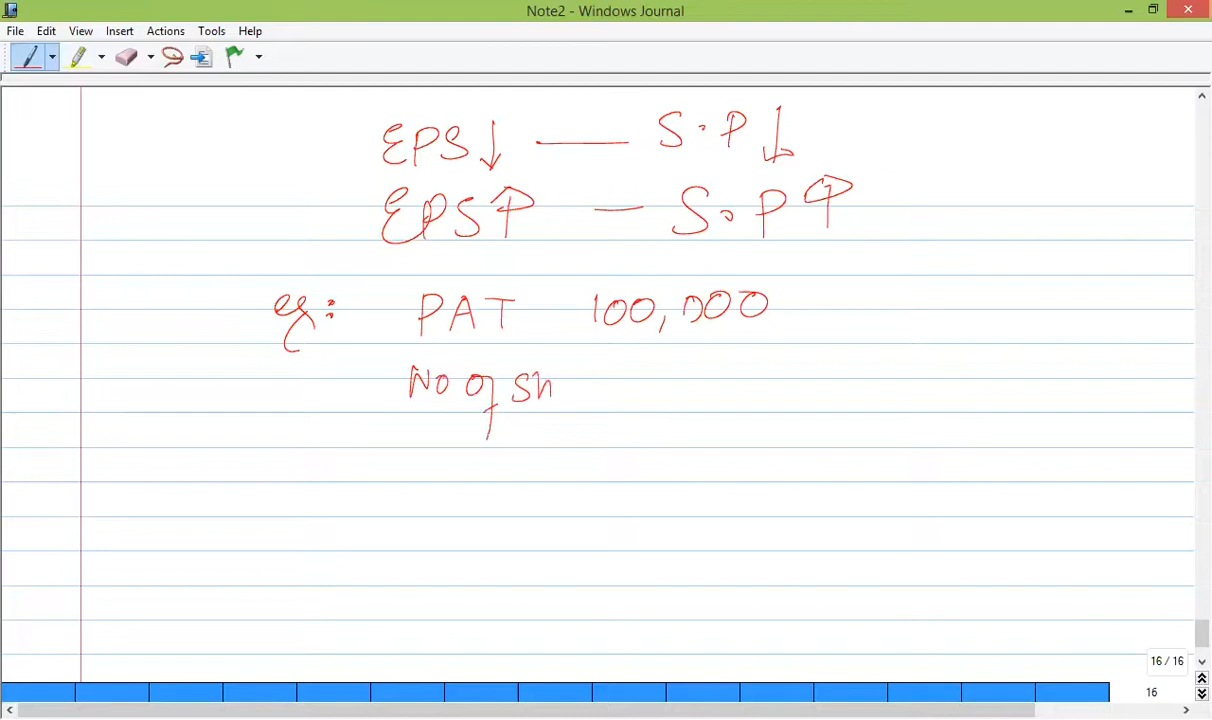 Note2 - Windows Journal
File Edit View Insert Actions Tools Help
EPS↓ — S.P↓
EPS↑ — S.P↑
eg: PAT 100,000
No of Sh
16 / 16
16